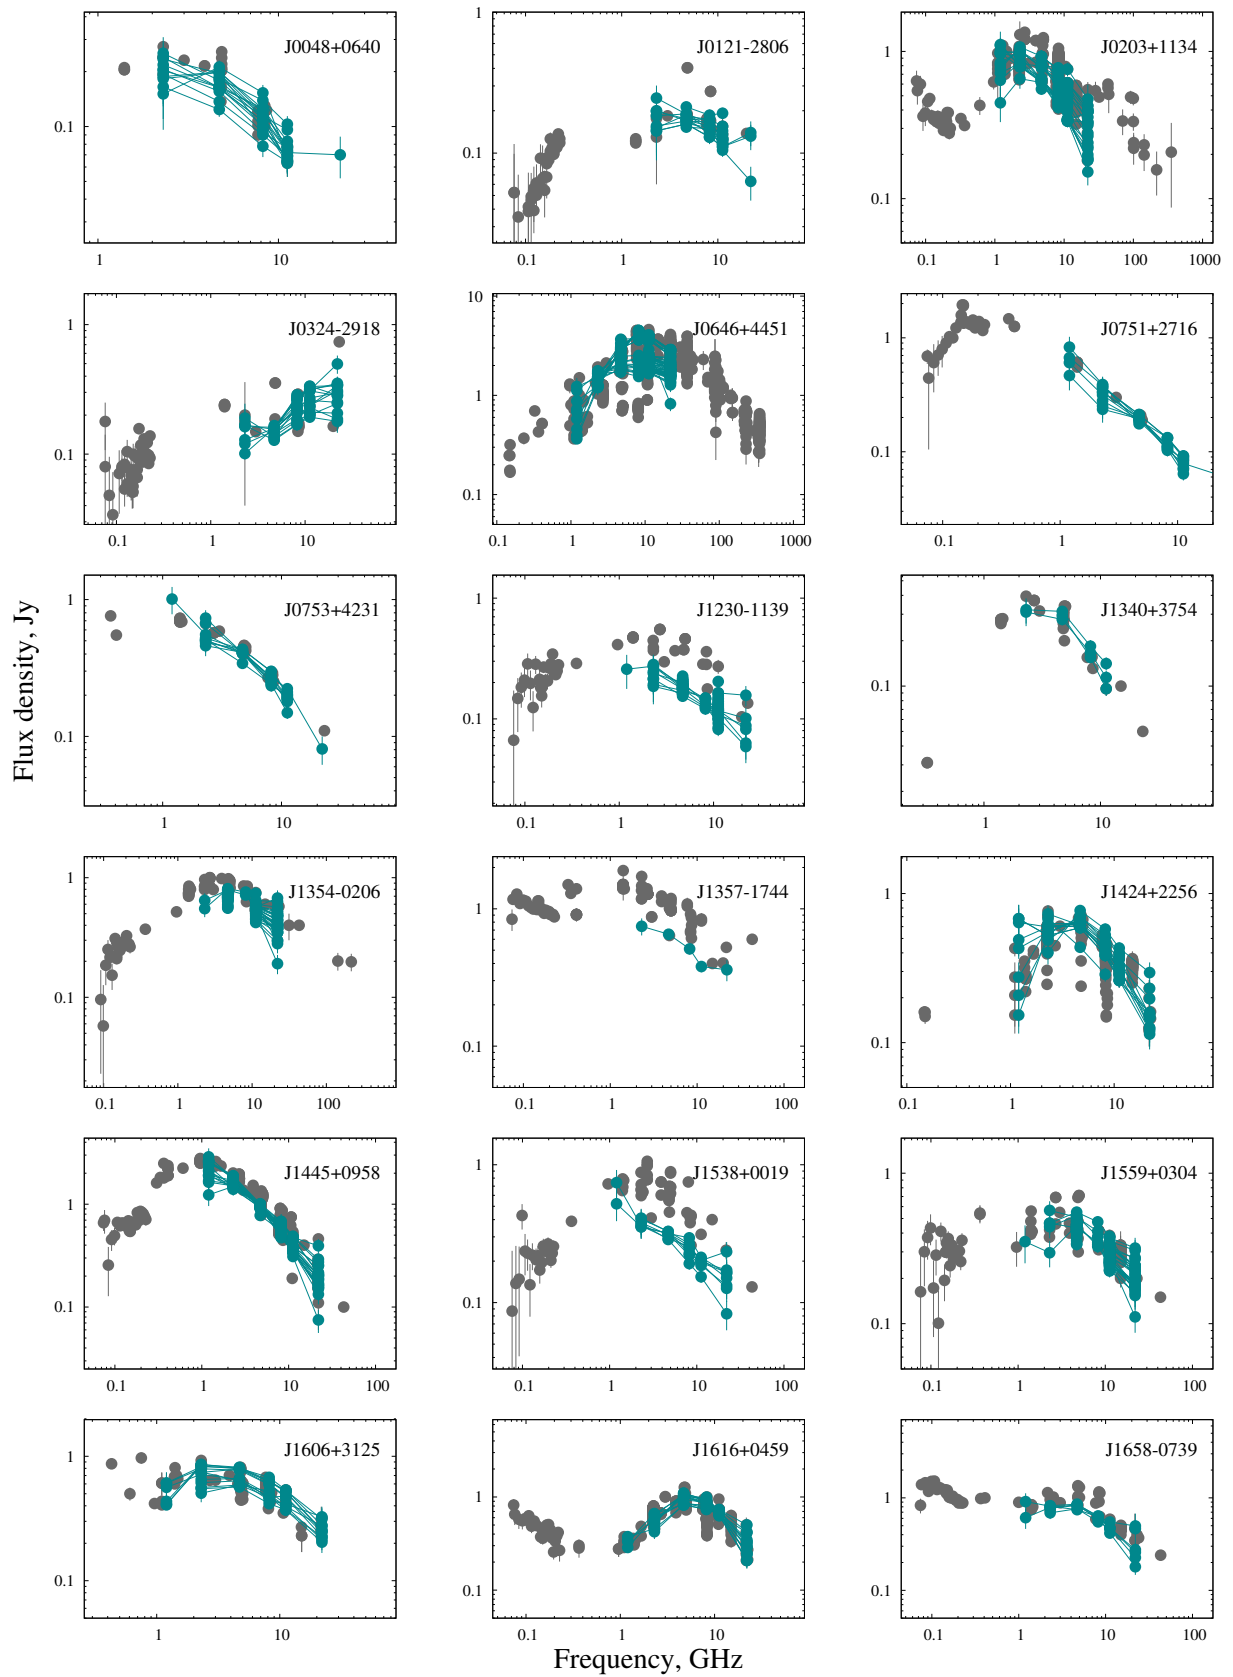 J0048+0640
0.1
1 10
J0121-2806
1
0.1
0.1 1 10
J0203+1134
1
0.1
0.1 1 10 100 1000
J0324-2918
1
0.1
0.1 1 10
J0646+4451
10
1
0.1
0.1 1 10 100 1000
J0751+2716
1
0.1
0.1 1 10
J0753+4231
1
0.1
1 10
J1230-1139
1
0.1
0.1 1 10
J1340+3754
0.1
1 10
Flux density, Jy
J1354-0206
1
0.1
0.1 1 10 100
J1357-1744
1
0.1
0.1 1 10 100
J1424+2256
1
0.1
0.1 1 10
J1445+0958
1
0.1
0.1 1 10 100
J1538+0019
1
0.1
0.1 1 10 100
J1559+0304
1
0.1
0.1 1 10 100
J1606+3125
1
0.1
1 10
J1616+0459
1
0.1
0.1 1 10 100
J1658-0739
1
0.1
0.1 1 10 100
Frequency, GHz